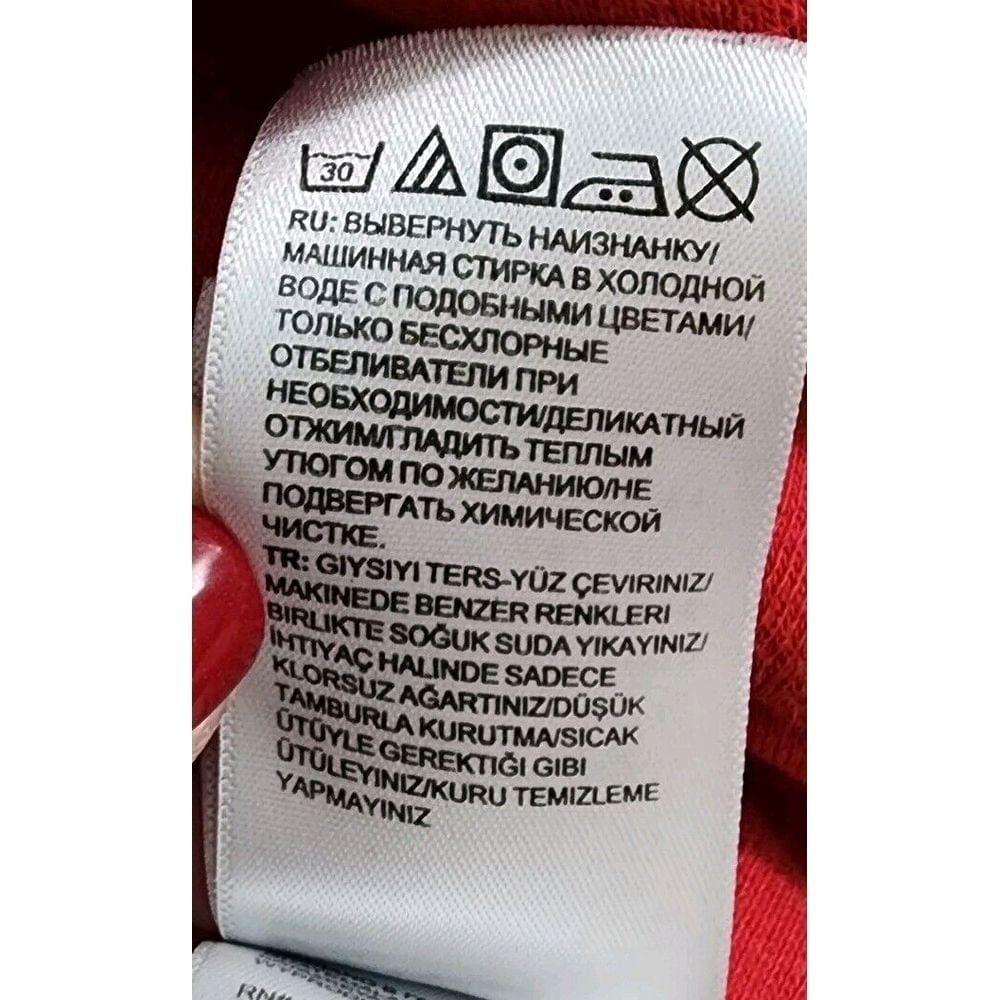 30
RU: ВЫВЕРНУТЬ НАИЗНАНКУ/
МАШИННАЯ СТИРКА В ХОЛОДНОЙ
ВОДЕ С ПОДОБНЫМИ ЦВЕТАМИ/
ТОЛЬКО БЕСХЛОРНЫЕ
ОТБЕЛИВАТЕЛИ ПРИ
НЕОБХОДИМОСТИ/ДЕЛИКАТНЫЙ
ОТЖИМ/ГЛАДИТЬ ТЕПЛЫМ
УТЮГОМ ПО ЖЕЛАНИЮ/НЕ
ПОДВЕРГАТЬ ХИМИЧЕСКОЙ
ЧИСТКЕ.
TR: GIYSIYI TERS-YÜZ ÇEVIRINIZ/
MAKINEDE BENZER RENKLERI
BIRLIKTE SOĞUK SUDA YIKAYINIZ/
IHTIYAÇ HALINDE SADECE
KLORSUZ AĞARTINIZ/DÜŞÜK
TAMBURLA KURUTMA/SICAK
ÜTÜYLE GEREKTIĞI GIBI
ÜTÜLEYINIZ/KURU TEMIZLEME
YAPMAYINIZ